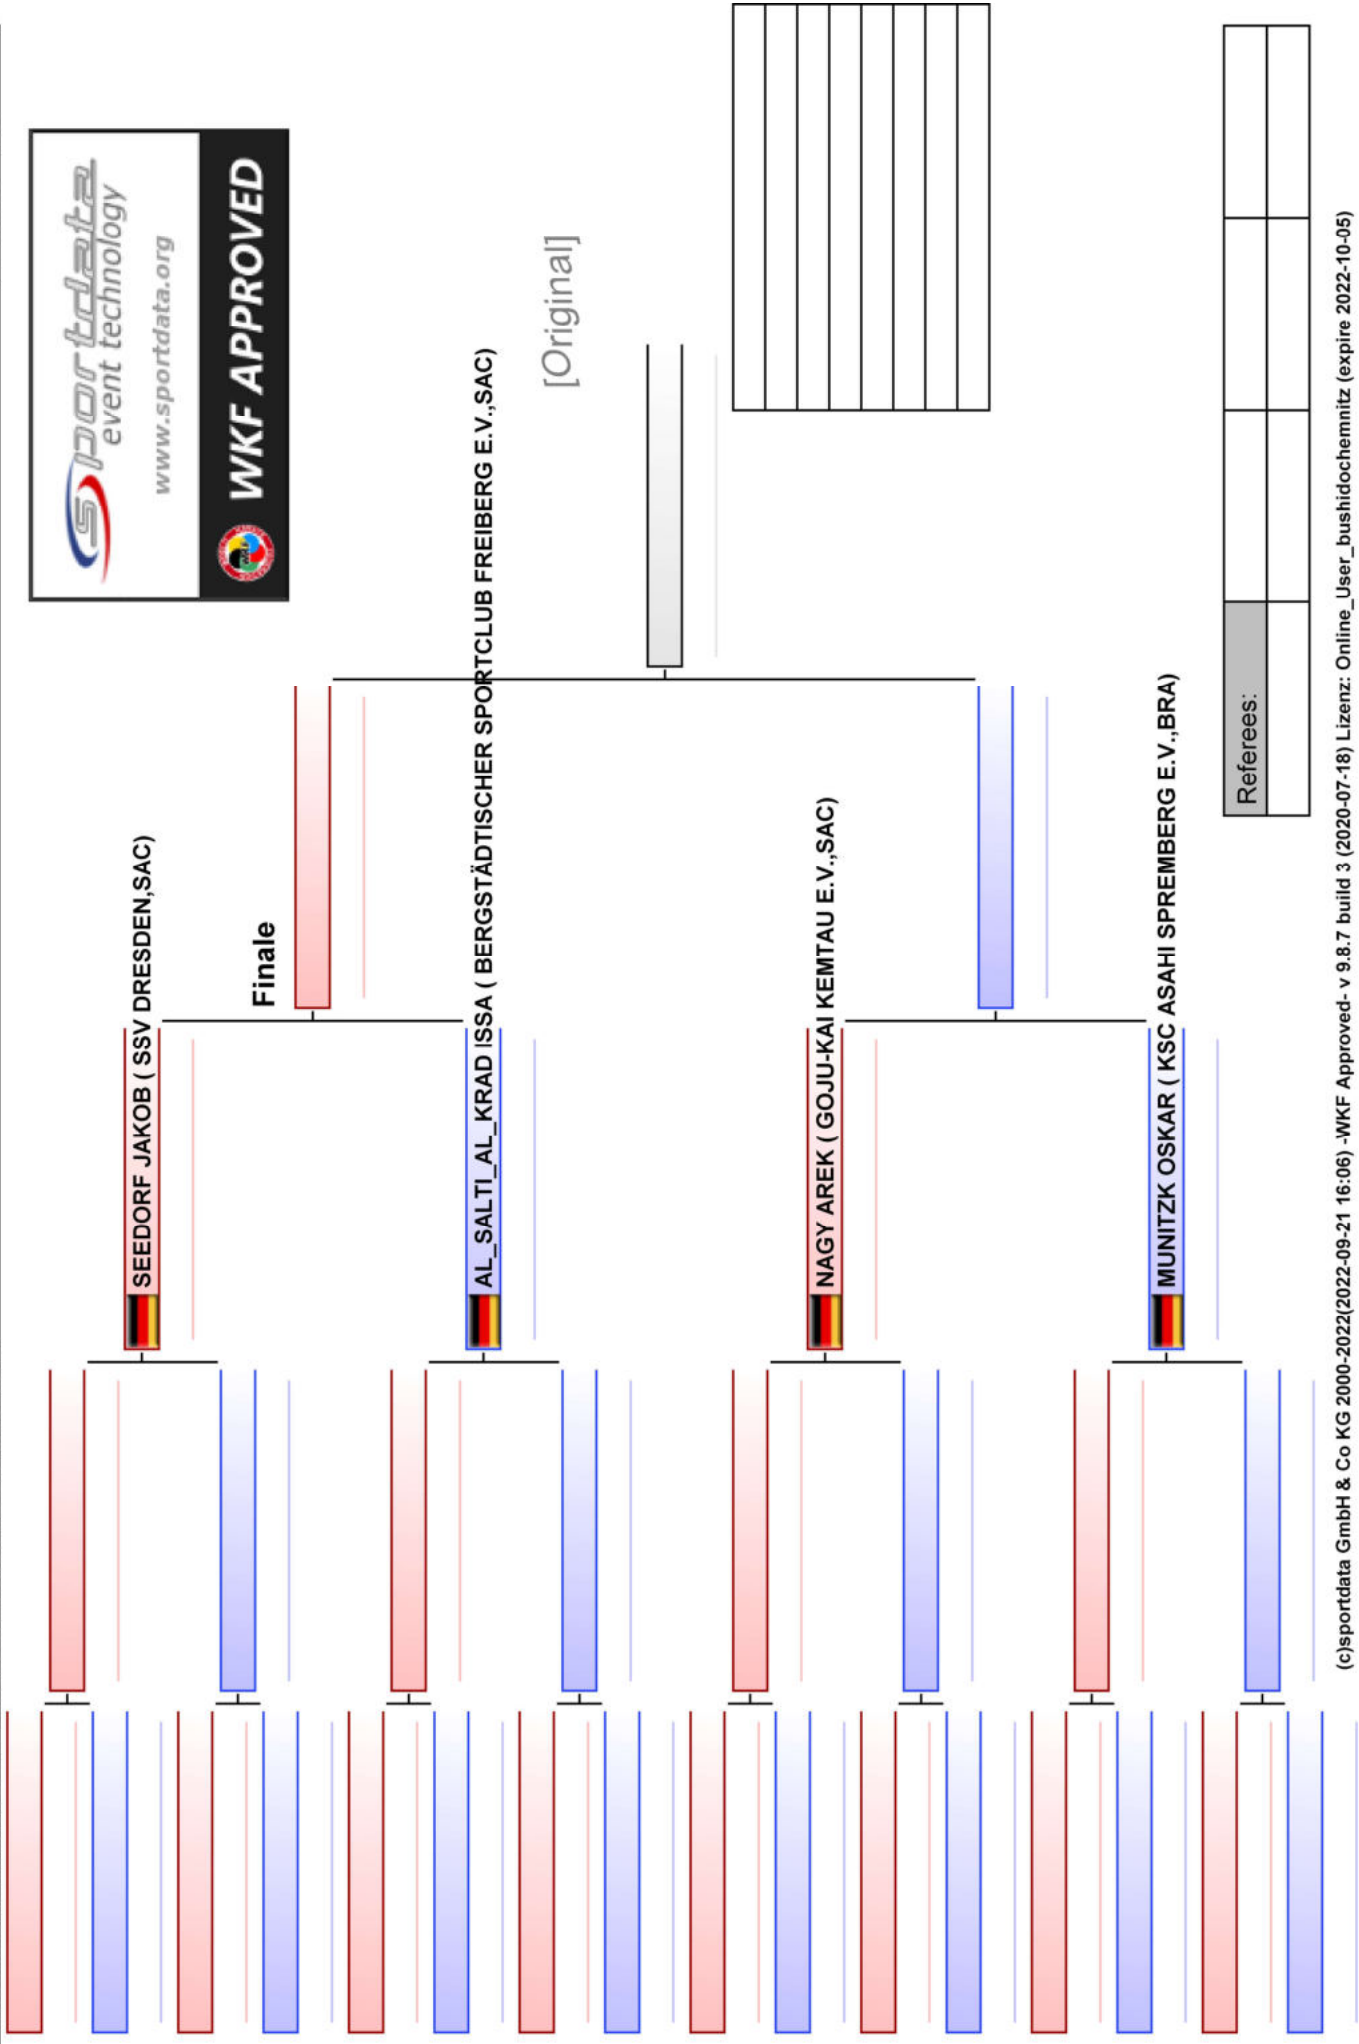 sportdata
event technology
www.sportdata.org
WKF APPROVED
SEEDORF JAKOB ( SSV DRESDEN,SAC)
Finale
AL_SALTI_AL_KRAD ISSA ( BERGSTÄDTISCHER SPORTCLUB FREIBERG E.V.,SAC)
[Original]
NAGY AREK ( GOJU-KAI KEMTAU E.V.,SAC)
MUNITZK OSKAR ( KSC ASAHI SPREMBERG E.V.,BRA)
Referees:
(c)sportdata GmbH & Co KG 2000-2022(2022-09-21 16:06) -WKF Approved- v 9.8.7 build 3 (2020-07-18) Lizenz: Online_User_bushidochemnitz (expire 2022-10-05)